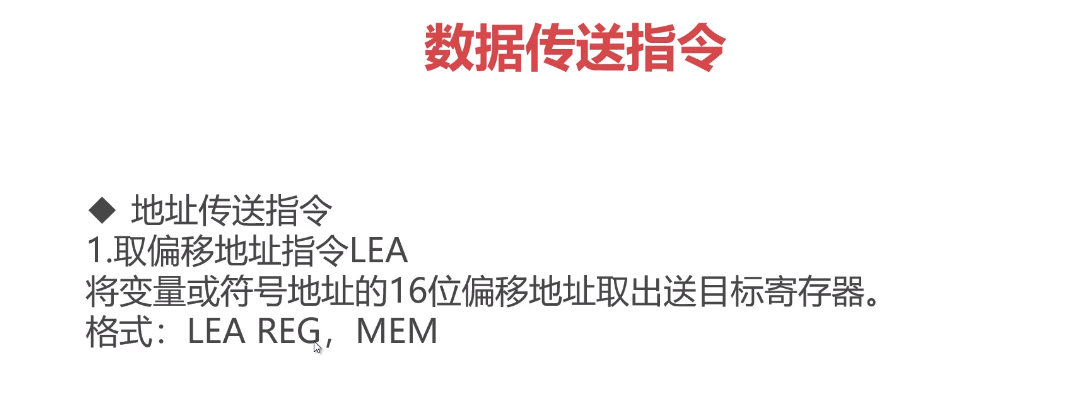 数据传送指令
◆ 地址传送指令
1.取偏移地址指令LEA
将变量或符号地址的16位偏移地址取出送目标寄存器。
格式：LEA REG，MEM